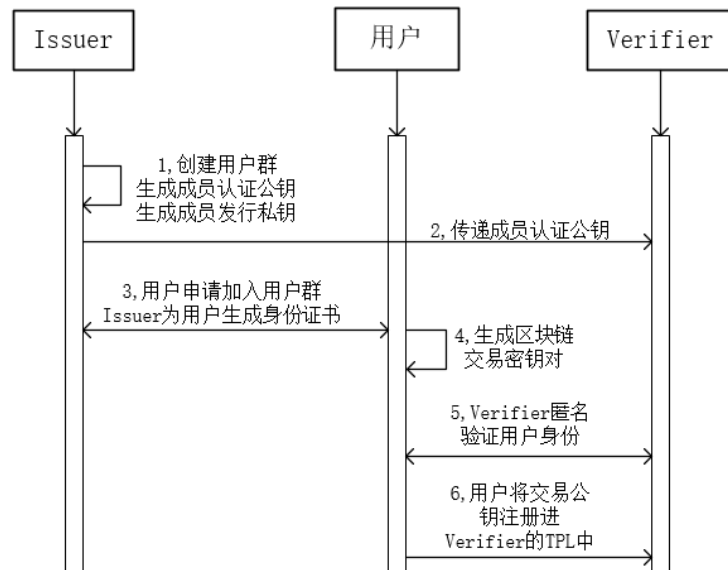 Issuer
用户
Verifier
1,创建用户群
生成成员认证公钥
生成成员发行私钥
2,传递成员认证公钥
3,用户申请加入用户群
Issuer为用户生成身份证书
4,生成区块链
交易密钥对
5,Verifier匿名
验证用户身份
6,用户将交易公
钥注册进
Verifier的TPL中